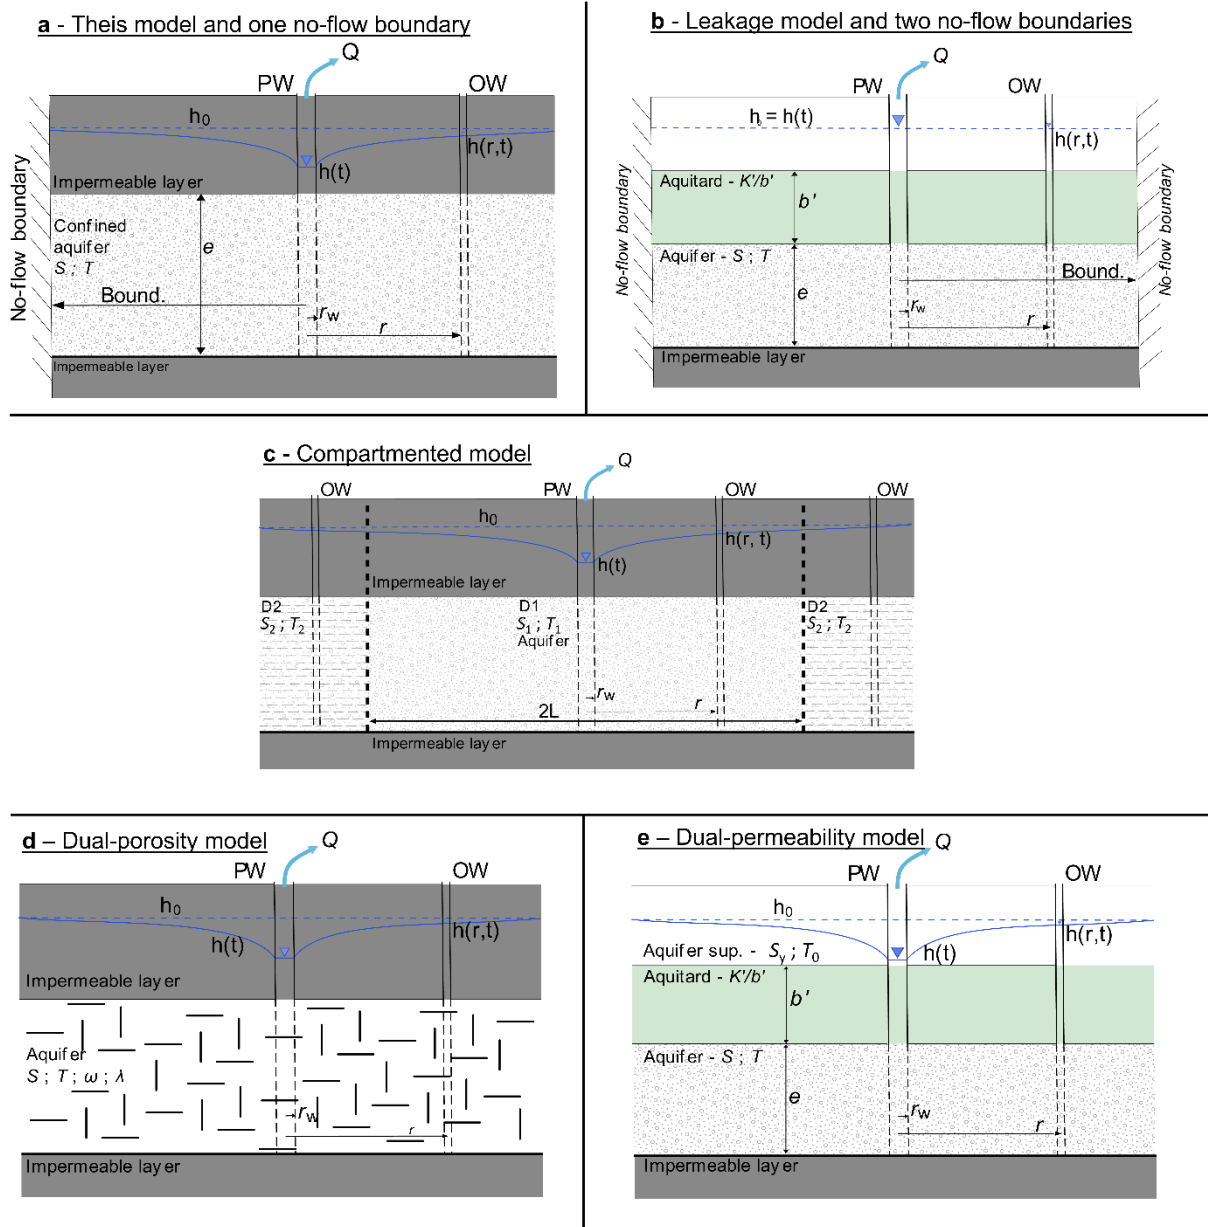 a - Theis model and one no-flow boundary
Q
PW
OW
h0
h(r,t)
h(t)
Impermeable layer
Confined
aquifer
S ; T
e
No-flow boundary
Bound.
rw
r
Impermeable layer
b - Leakage model and two no-flow boundaries
Q
PW
OW
h0 = h(t)
h(r,t)
Aquitard - K'/b'
b'
No-flow boundary
No-flow boundary
Aquifer - S ; T
Bound.
e
rw
r
Impermeable layer
c - Compartmented model
Q
OW
PW
OW
OW
h0
h(r, t)
h(t)
Impermeable layer
D2
S2 ; T2
D1
S1 ; T1
Aquifer
D2
S2 ; T2
rw
r
2L
Impermeable layer
d – Dual-porosity model
Q
PW
OW
h0
h(r,t)
h(t)
Impermeable layer
Aquifer
S ; T ; ω ; λ
rw
r
Impermeable layer
e – Dual-permeability model
Q
PW
OW
h0
h(r,t)
h(t)
Aquifer sup. - Sy ; T0
Aquitard - K'/b'
b'
Aquifer - S ; T
e
rw
r
Impermeable layer